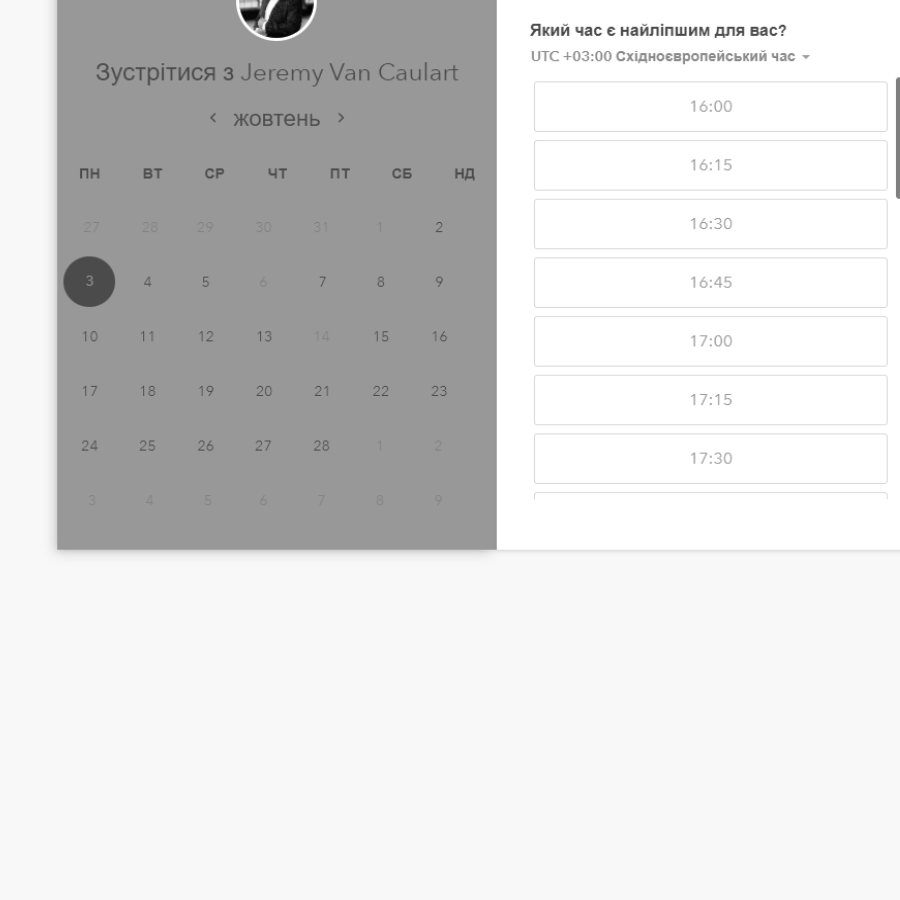 Зустрітися з Jeremy Van Caulart
‹ жовтень ›
ПН ВТ СР ЧТ ПТ СБ НД
27 28 29 30 31 1 2
3 4 5 6 7 8 9
10 11 12 13 14 15 16
17 18 19 20 21 22 23
24 25 26 27 28 1 2
3 4 5 6 7 8 9
Який час є найліпшим для вас?
UTC +03:00 Східноєвропейський час
16:00
16:15
16:30
16:45
17:00
17:15
17:30